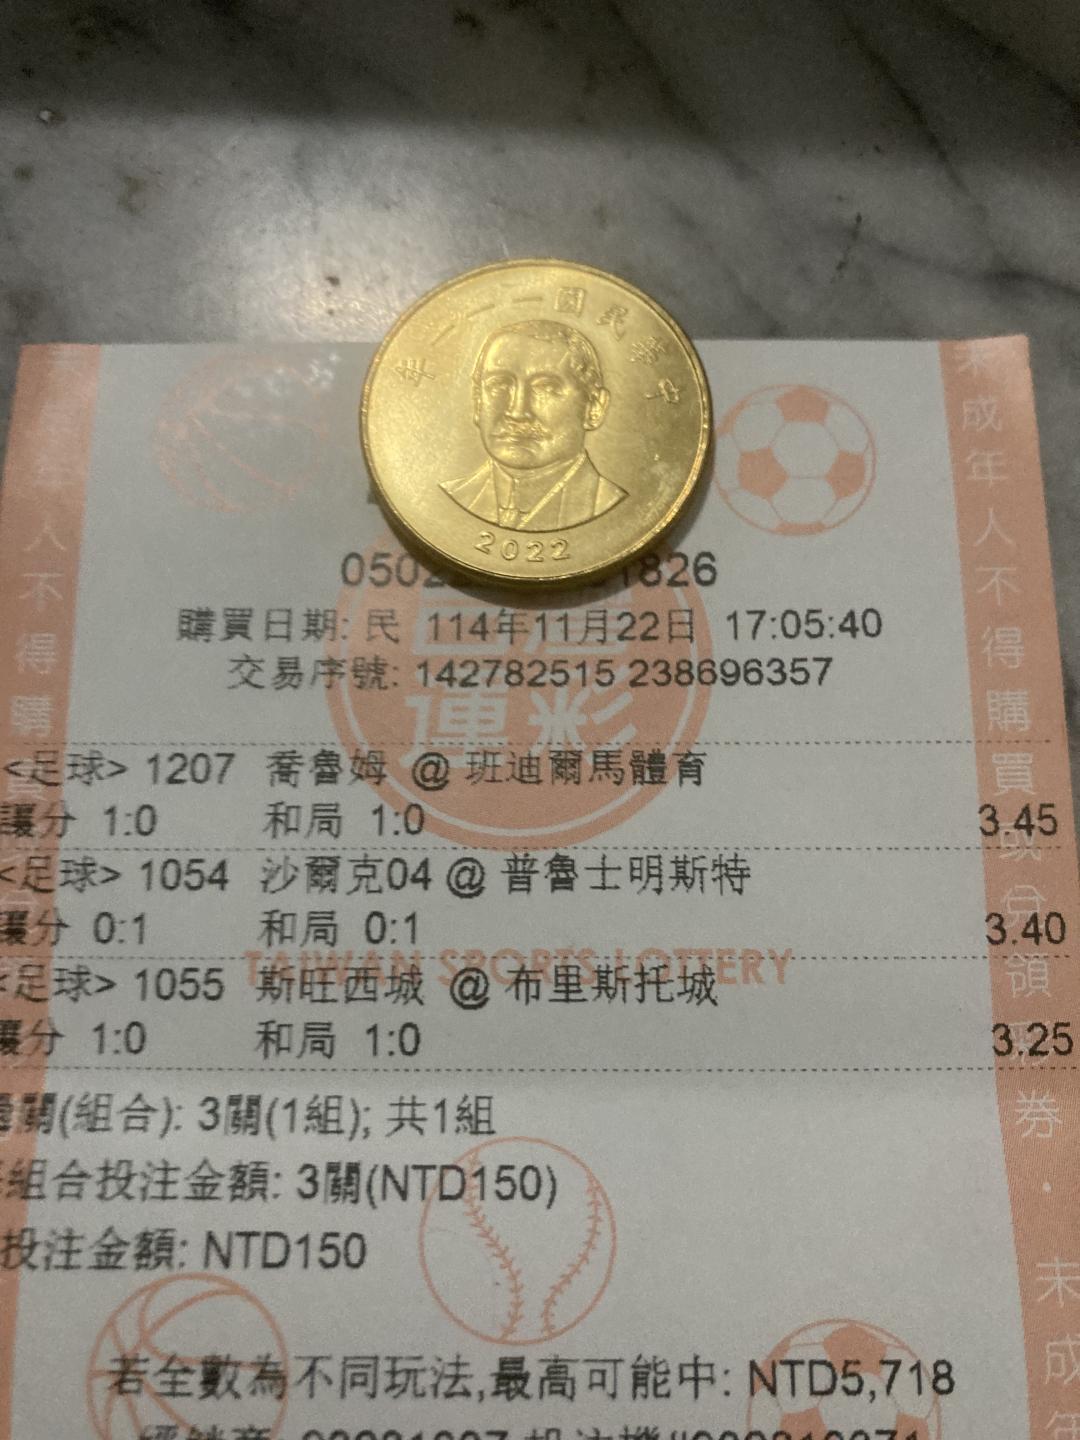 中華民國一一一年
2022
購買日期: 民 114年11月22日 17:05:40
交易序號: 142782515 238696357
台灣
運彩
<足球> 1207 喬魯姆 @ 班迪爾馬體育
讓分 1:0 和局 1:0 3.45
<足球> 1054 沙爾克04 @ 普魯士明斯特
讓分 0:1 和局 0:1 3.40
TAIWAN SPORTS LOTTERY
<足球> 1055 斯旺西城 @ 布里斯托城
讓分 1:0 和局 1:0 3.25
過關(組合): 3關(1組); 共1組
組合投注金額: 3關(NTD150)
投注金額: NTD150
若全數為不同玩法,最高可能中: NTD5,718
未成年人不得購買或分領彩券．未成年
人不得購